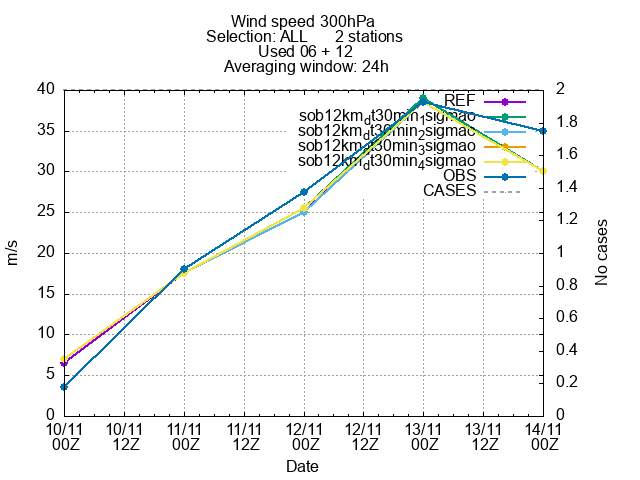 Wind speed 300hPa
Selection: ALL 2 stations
Used 06 + 12
Averaging window: 24h
40 2
REF
sob12km_dt30min_1sigmao
35 1.8
sob12km_dt30min_2sigmao
sob12km_dt30min_3sigmao
1.6
sob12km_dt30min_4sigmao
30 OBS
1.4
CASES
25
1.2
m/s
No cases
20 1
15 0.8
0.6
10
0.4
5
0.2
0 0
10/11 10/11 11/11 11/11 12/11 12/11 13/11 13/11 14/11
00Z 12Z 00Z 12Z 00Z 12Z 00Z 12Z 00Z
Date